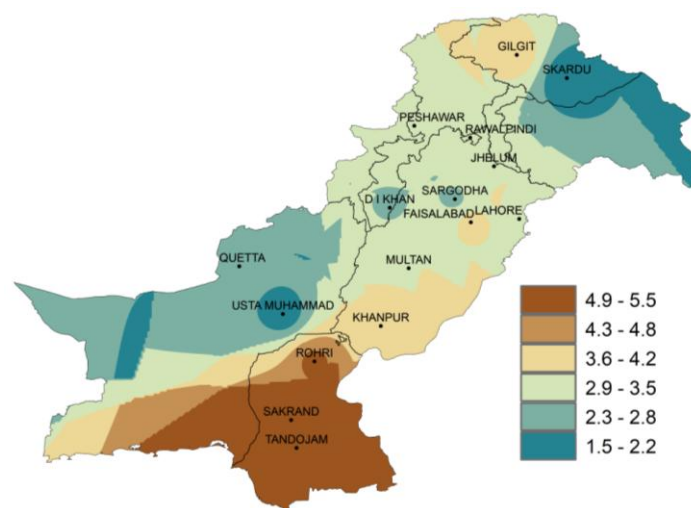 GILGIT
SKARDU
PESHAWAR
RAWALPINDI
JHELUM
D I KHAN
SARGODHA
FAISALABAD
LAHORE
QUETTA
MULTAN
USTA MUHAMMAD
KHANPUR
ROHRI
SAKRAND
TANDOJAM
4.9 - 5.5
4.3 - 4.8
3.6 - 4.2
2.9 - 3.5
2.3 - 2.8
1.5 - 2.2